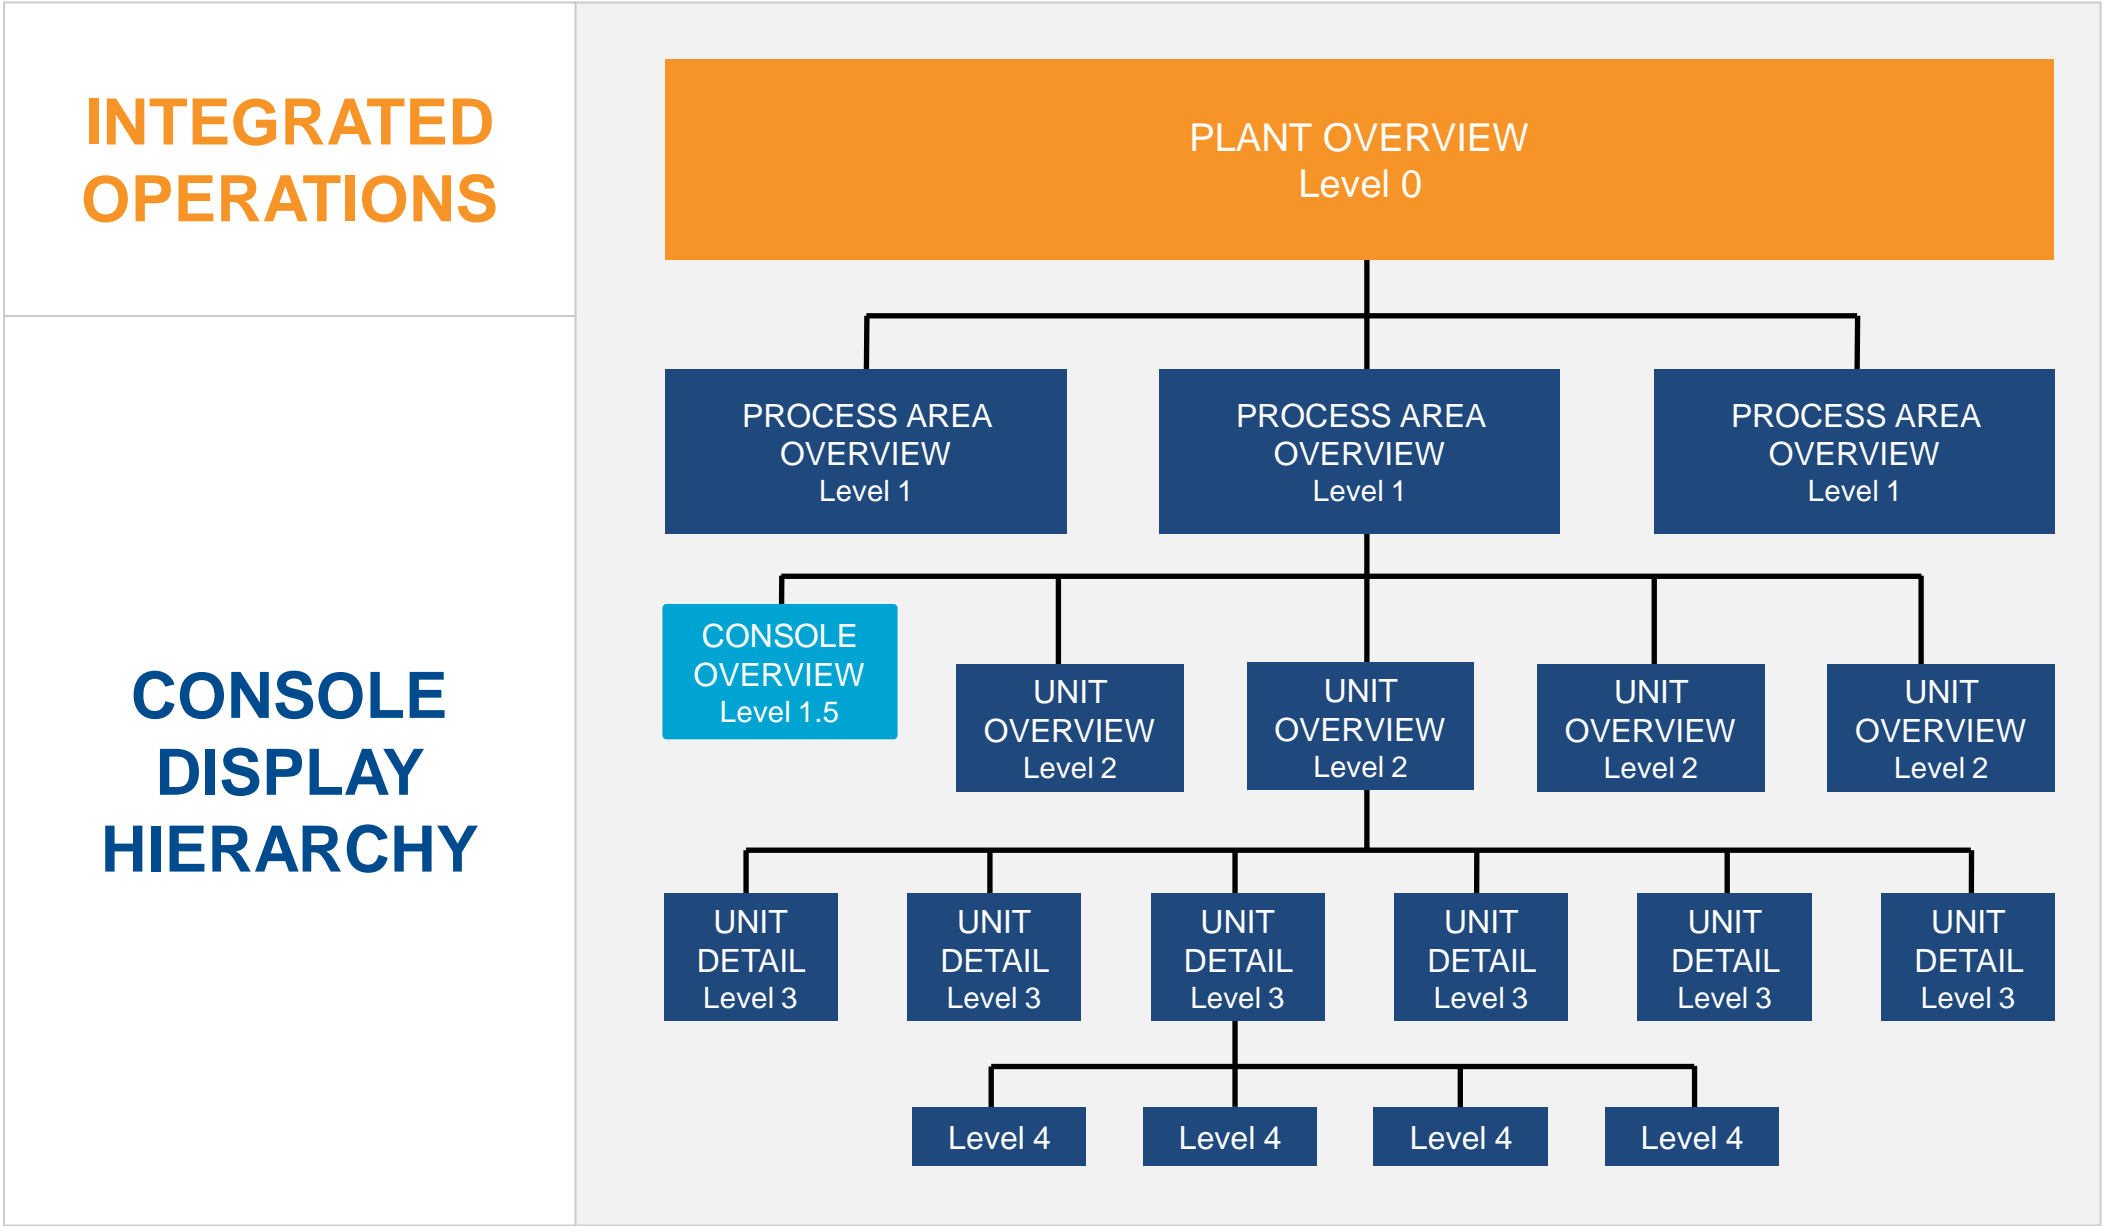 INTEGRATED
OPERATIONS
PLANT OVERVIEW
Level 0
CONSOLE
DISPLAY
HIERARCHY
PROCESS AREA
OVERVIEW
Level 1
PROCESS AREA
OVERVIEW
Level 1
PROCESS AREA
OVERVIEW
Level 1
CONSOLE
OVERVIEW
Level 1.5
UNIT
OVERVIEW
Level 2
UNIT
OVERVIEW
Level 2
UNIT
OVERVIEW
Level 2
UNIT
OVERVIEW
Level 2
UNIT
DETAIL
Level 3
UNIT
DETAIL
Level 3
UNIT
DETAIL
Level 3
UNIT
DETAIL
Level 3
UNIT
DETAIL
Level 3
UNIT
DETAIL
Level 3
Level 4
Level 4
Level 4
Level 4